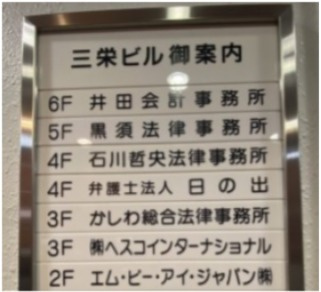 三栄ビル御案内
6F 井田会計事務所
5F 黒須法律事務所
4F 石川哲央法律事務所
4F 弁護士法人 日の出
3F かしわ総合法律事務所
3F ㈱ヘスコインターナショナル
2F エム・ビー・アイ・ジャパン㈱